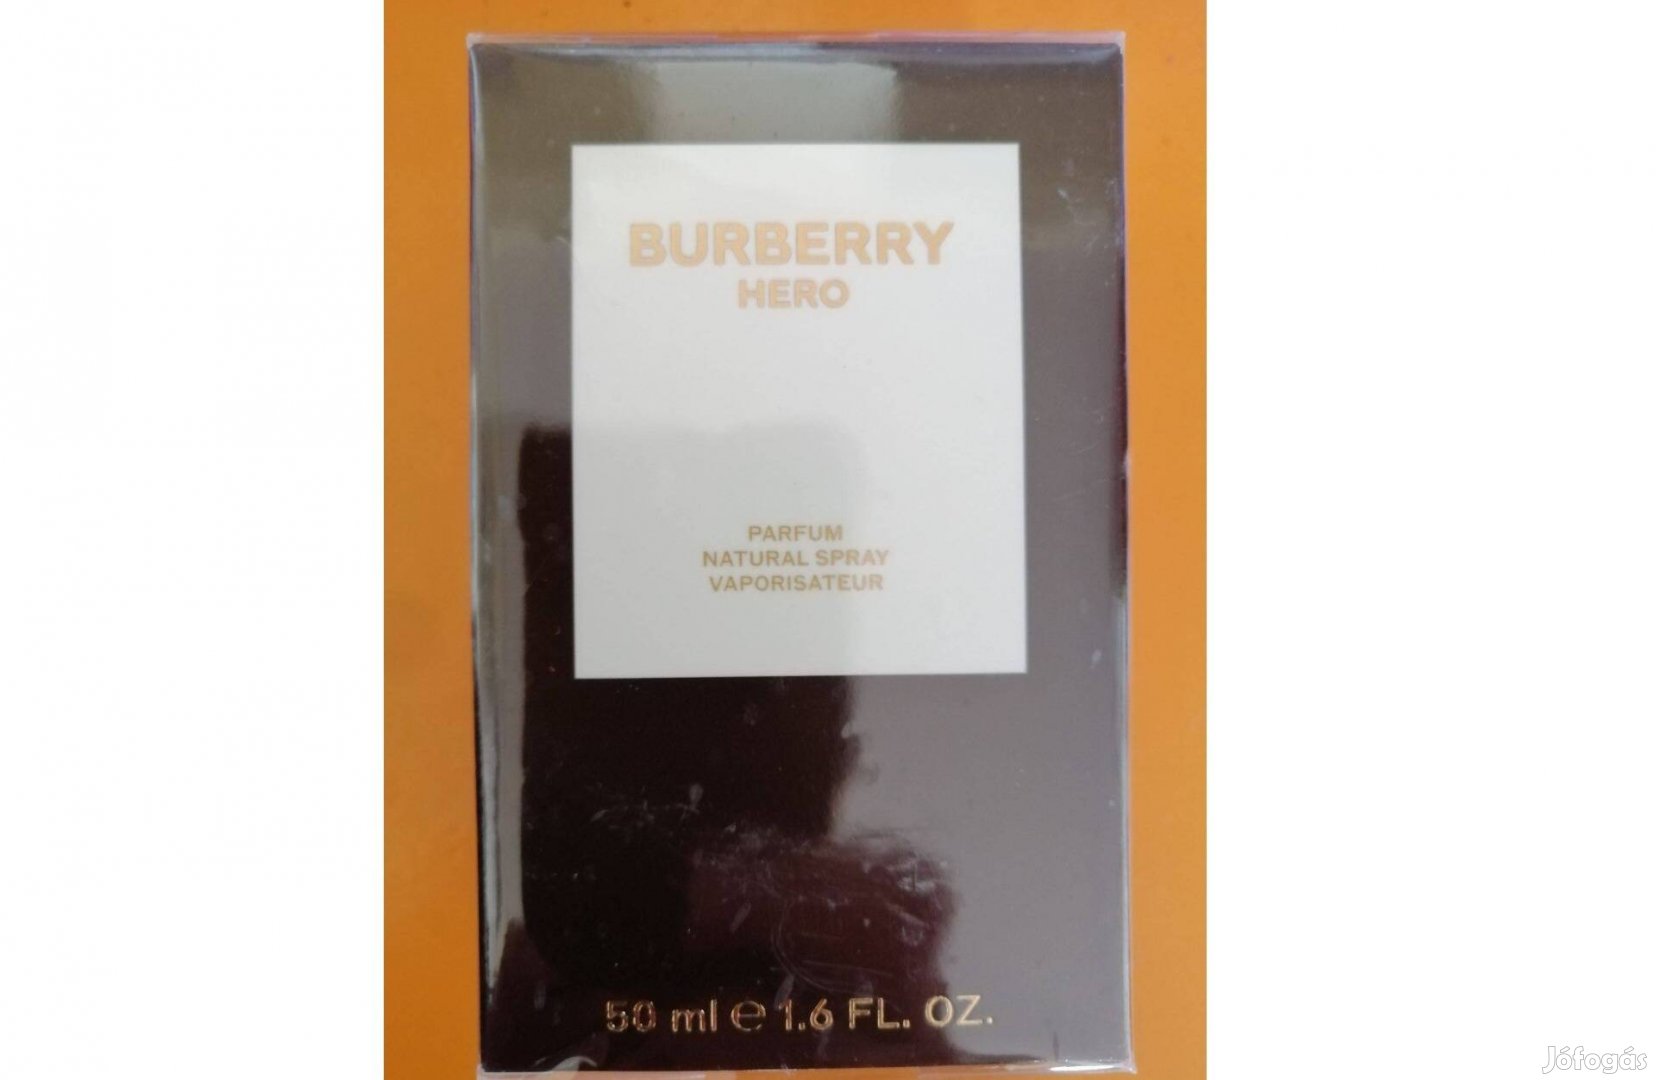 BURBERRY
HERO
PARFUM
NATURAL SPRAY
VAPORISATEUR
50 ml ℮ 1.6 FL. OZ.
Jófogás